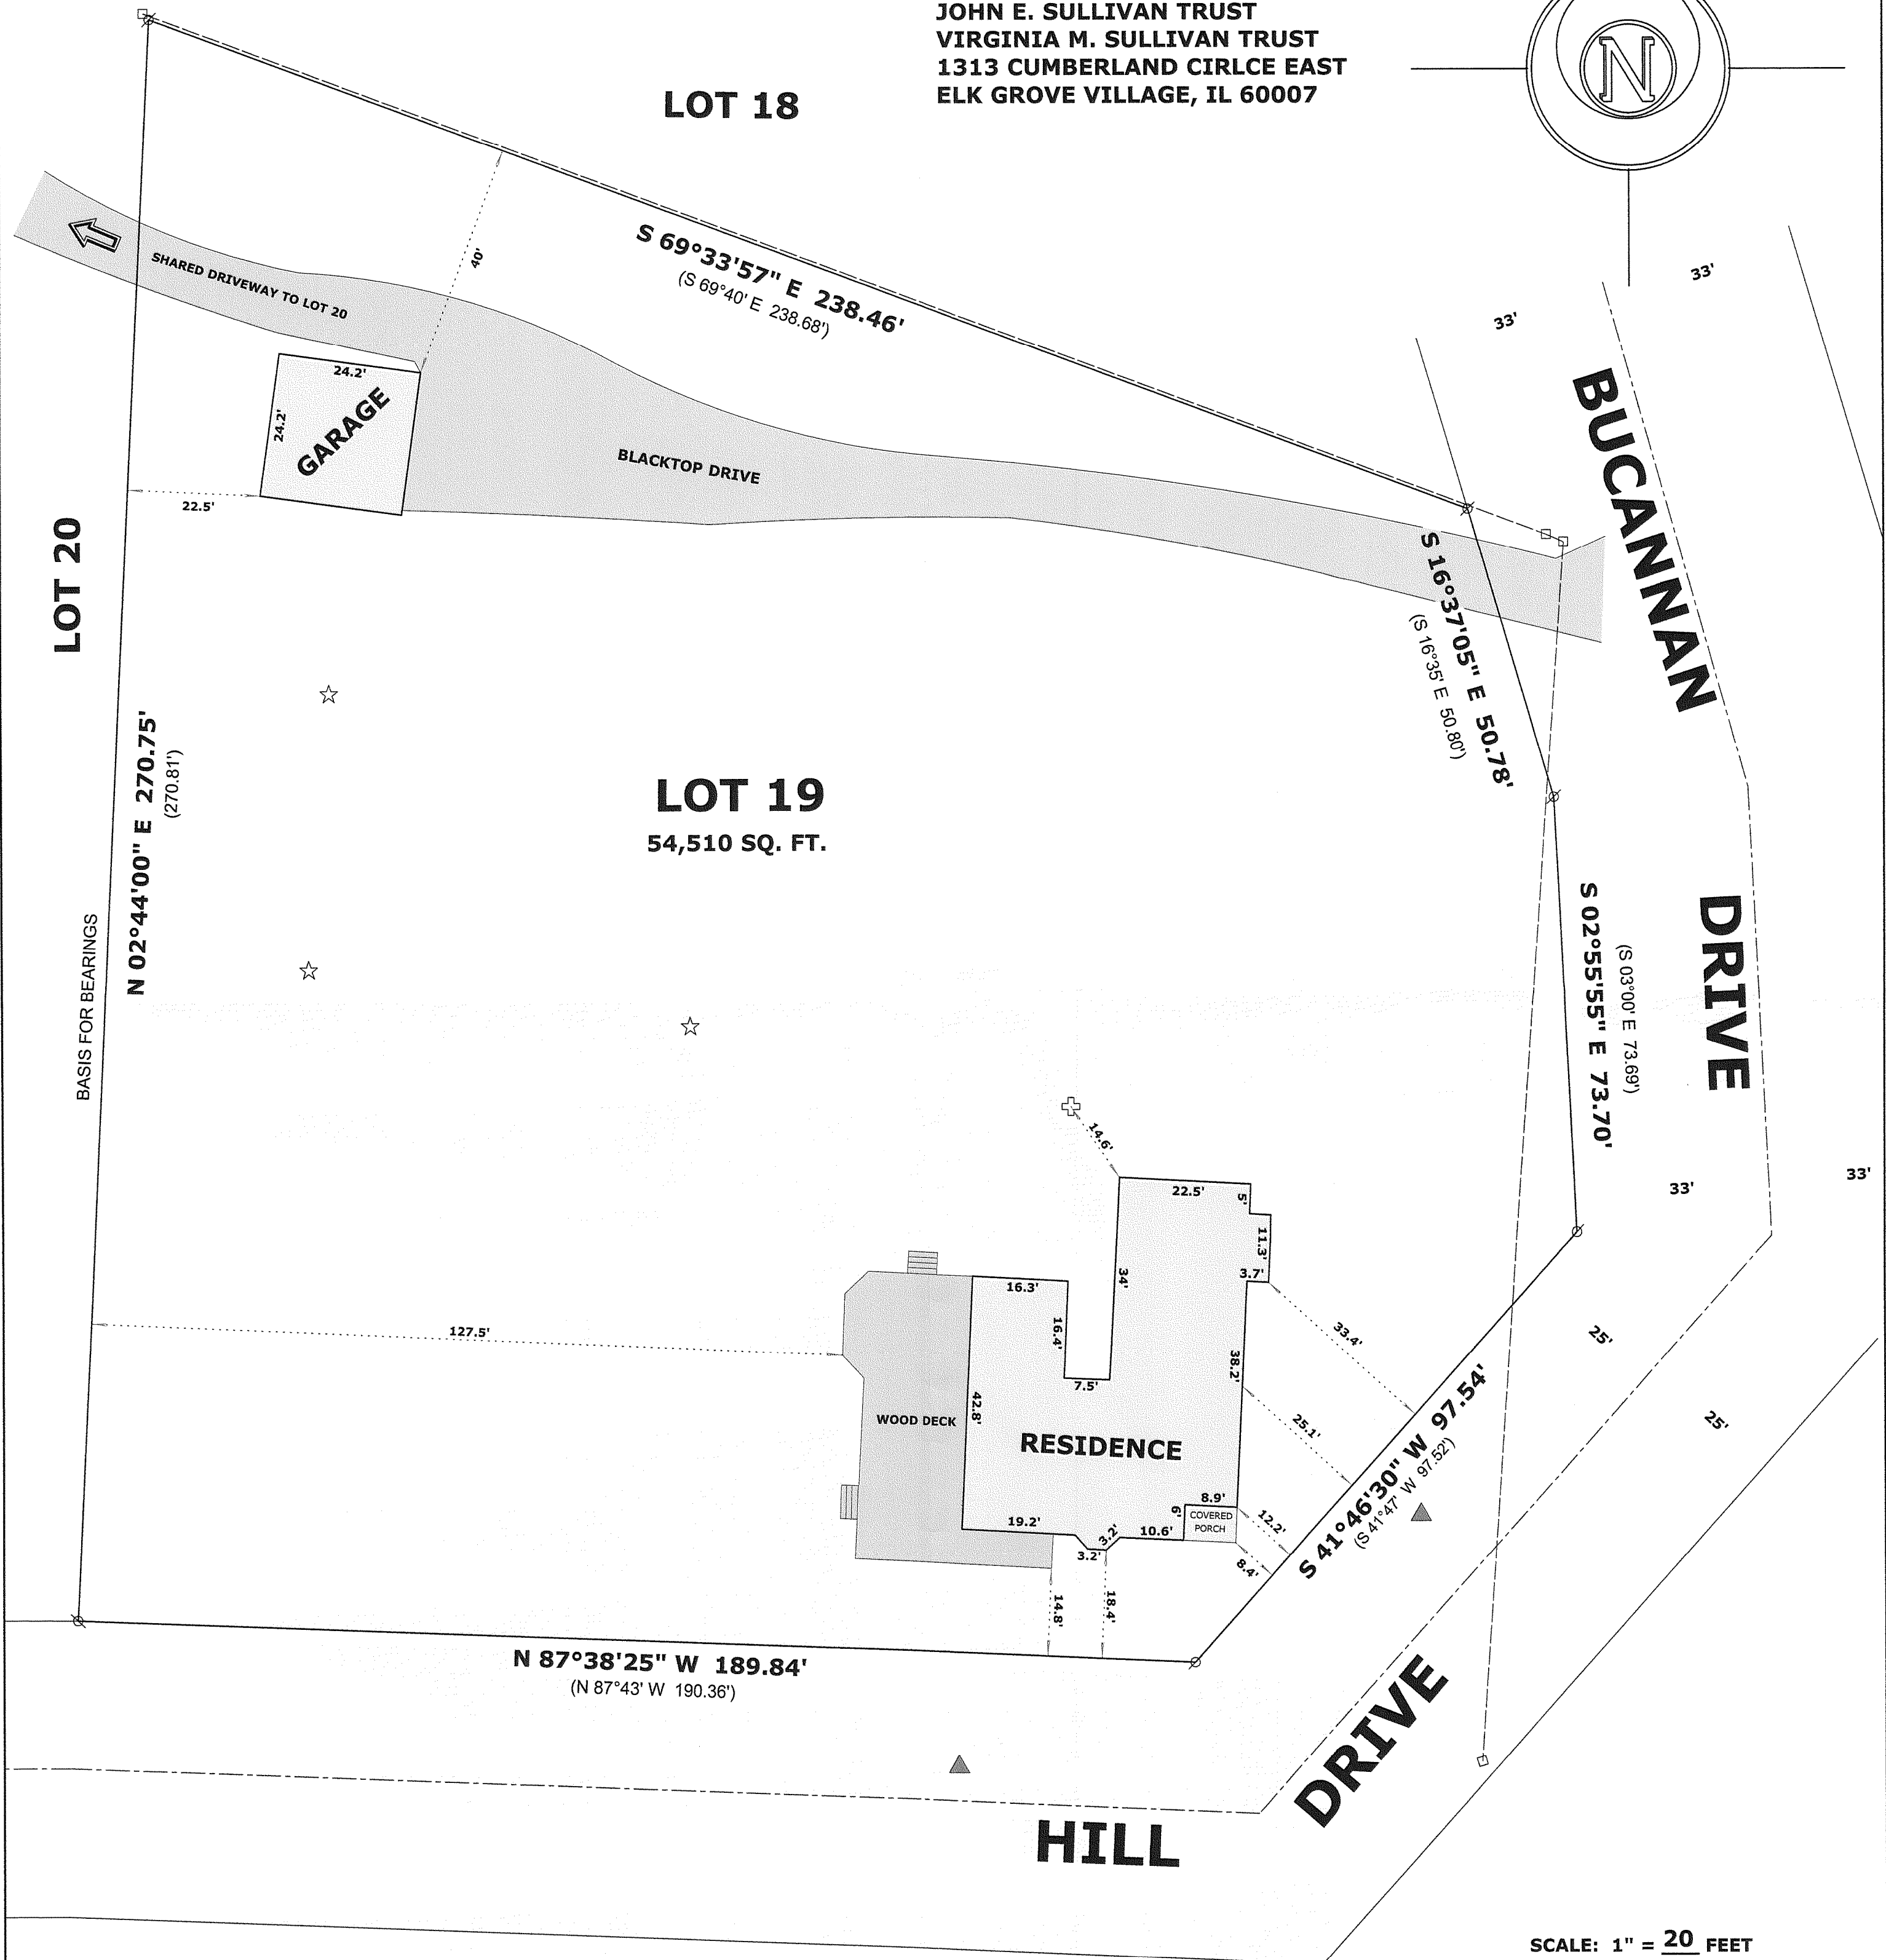 JOHN E. SULLIVAN TRUST
VIRGINIA M. SULLIVAN TRUST
1313 CUMBERLAND CIRLCE EAST
ELK GROVE VILLAGE, IL 60007
N
LOT 18
S 69°33'57" E 238.46'
(S 69°40' E 238.68')
40'
SHARED DRIVEWAY TO LOT 20
33'
33'
24.2'
24.2'
GARAGE
BLACKTOP DRIVE
22.5'
LOT 20
BUCANNAN
DRIVE
S 16°37'05" E 50.78'
(S 16°35' E 50.80')
N 02°44'00" E 270.75'
(270.81')
BASIS FOR BEARINGS
LOT 19
54,510 SQ. FT.
S 02°55'55" E 73.70'
(S 03°00' E 73.69')
33'
33'
14.6'
22.5'
5'
11.3'
3.7'
34'
16.3'
16.4'
7.5'
38.2'
33.4'
25.1'
127.5'
WOOD DECK
42.8'
RESIDENCE
8.9'
6'
COVERED
PORCH
19.2'
3.2'
3.2'
10.6'
12.2'
8.4'
14.8'
18.4'
25'
25'
S 41°46'30" W 97.54'
(S 41°47' W 97.52')
N 87°38'25" W 189.84'
(N 87°43' W 190.36')
HILL
DRIVE
SCALE: 1" = 20 FEET